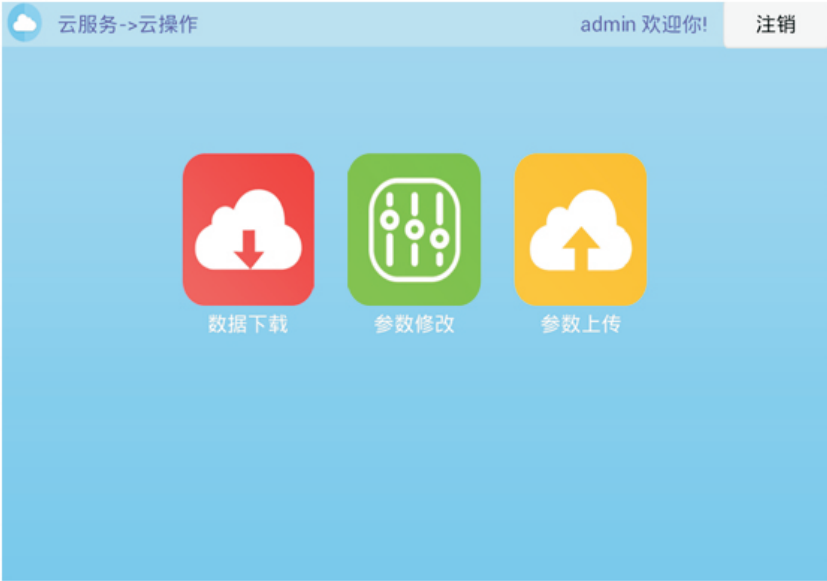 云服务->云操作
admin 欢迎你!
注销
数据下载
参数修改
参数上传